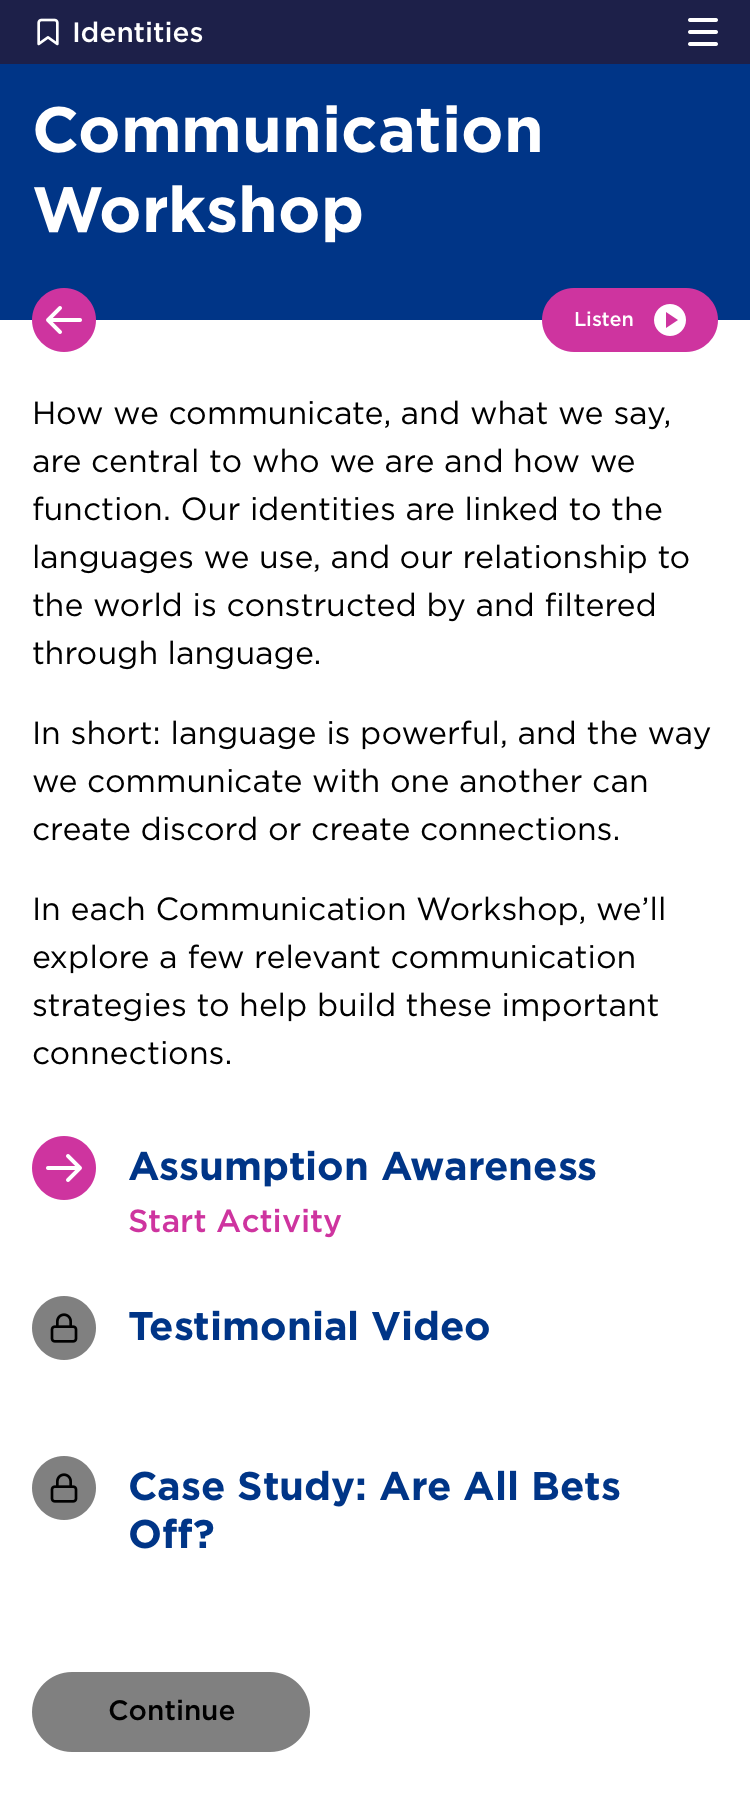 Identities
Communication
Workshop
Listen
How we communicate, and what we say,
are central to who we are and how we
function. Our identities are linked to the
languages we use, and our relationship to
the world is constructed by and filtered
through language.
In short: language is powerful, and the way
we communicate with one another can
create discord or create connections.
In each Communication Workshop, we’ll
explore a few relevant communication
strategies to help build these important
connections.
Assumption Awareness
Start Activity
Testimonial Video
Case Study: Are All Bets
Off?
Continue